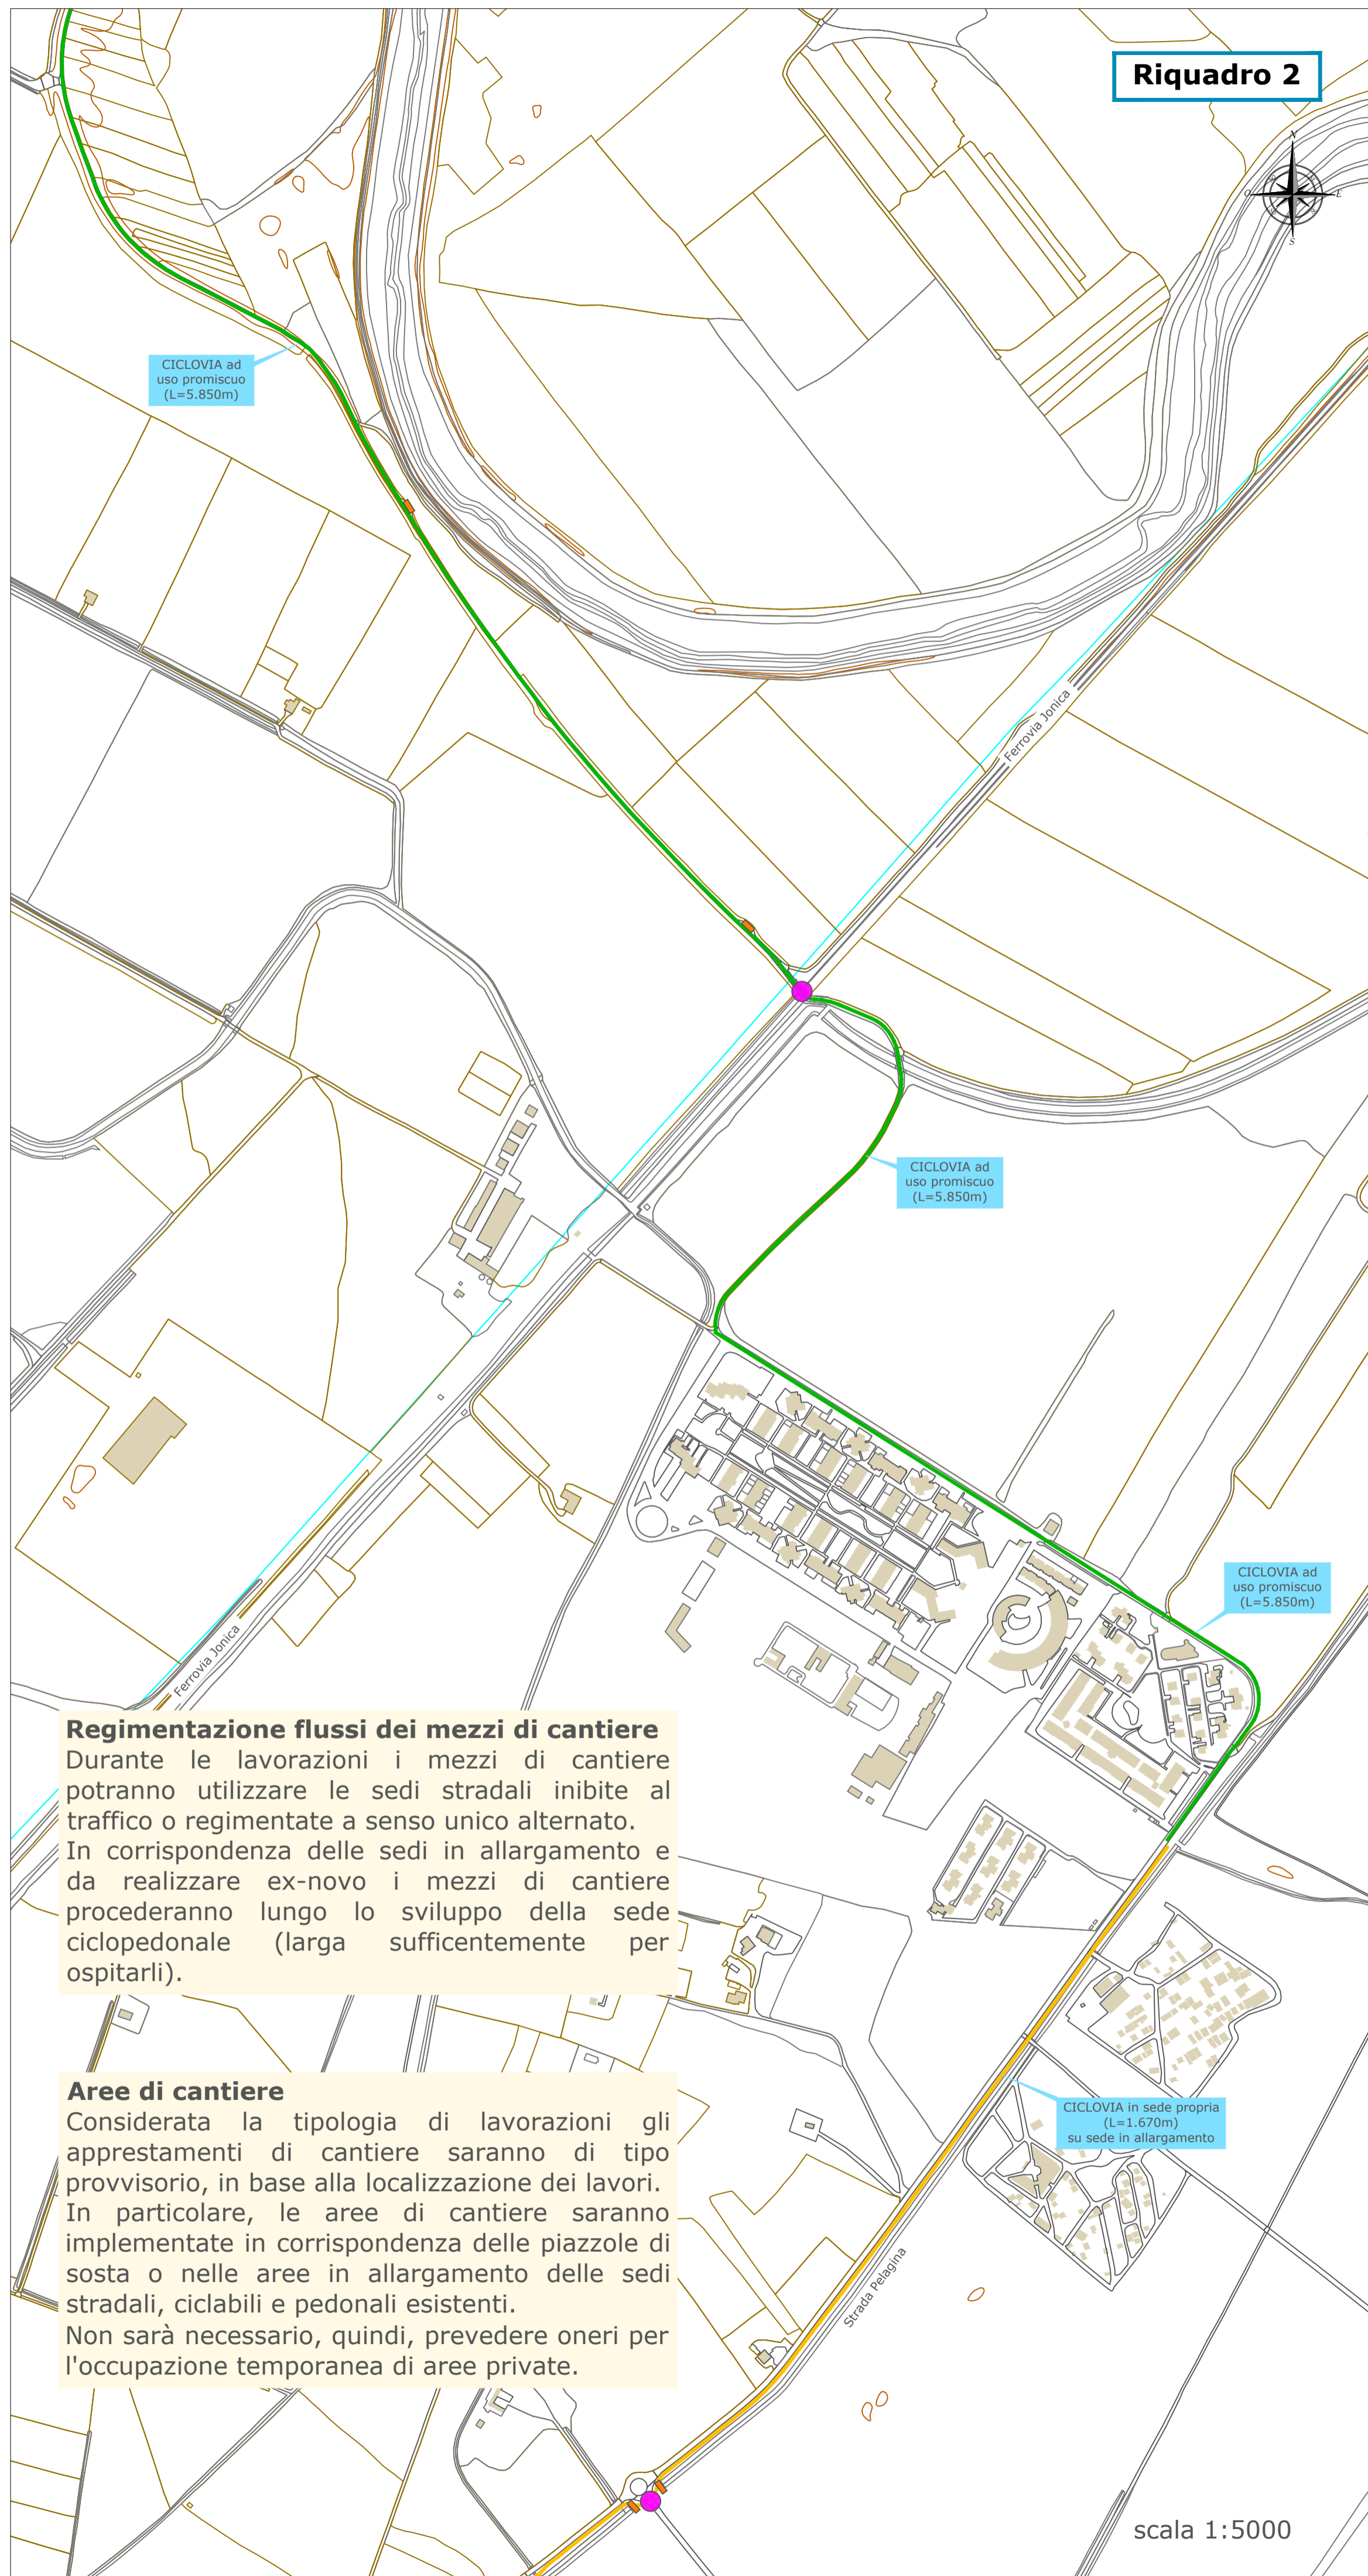 Riquadro 2
N
O
E
S
CICLOVIA ad
uso promiscuo
(L=5.850m)
Ferrovia Jonica
CICLOVIA ad
uso promiscuo
(L=5.850m)
CICLOVIA ad
uso promiscuo
(L=5.850m)
Ferrovia Jonica
Regimentazione flussi dei mezzi di cantiere
Durante le lavorazioni i mezzi di cantiere
potranno utilizzare le sedi stradali inibite al
traffico o regimentate a senso unico alternato.
In corrispondenza delle sedi in allargamento e
da realizzare ex-novo i mezzi di cantiere
procederanno lungo lo sviluppo della sede
ciclopedonale (larga sufficentemente per
ospitarli).
Aree di cantiere
Considerata la tipologia di lavorazioni gli
apprestamenti di cantiere saranno di tipo
provvisorio, in base alla localizzazione dei lavori.
In particolare, le aree di cantiere saranno
implementate in corrispondenza delle piazzole di
sosta o nelle aree in allargamento delle sedi
stradali, ciclabili e pedonali esistenti.
Non sarà necessario, quindi, prevedere oneri per
l'occupazione temporanea di aree private.
CICLOVIA in sede propria
(L=1.670m)
su sede in allargamento
Strada Pelagina
scala 1:5000